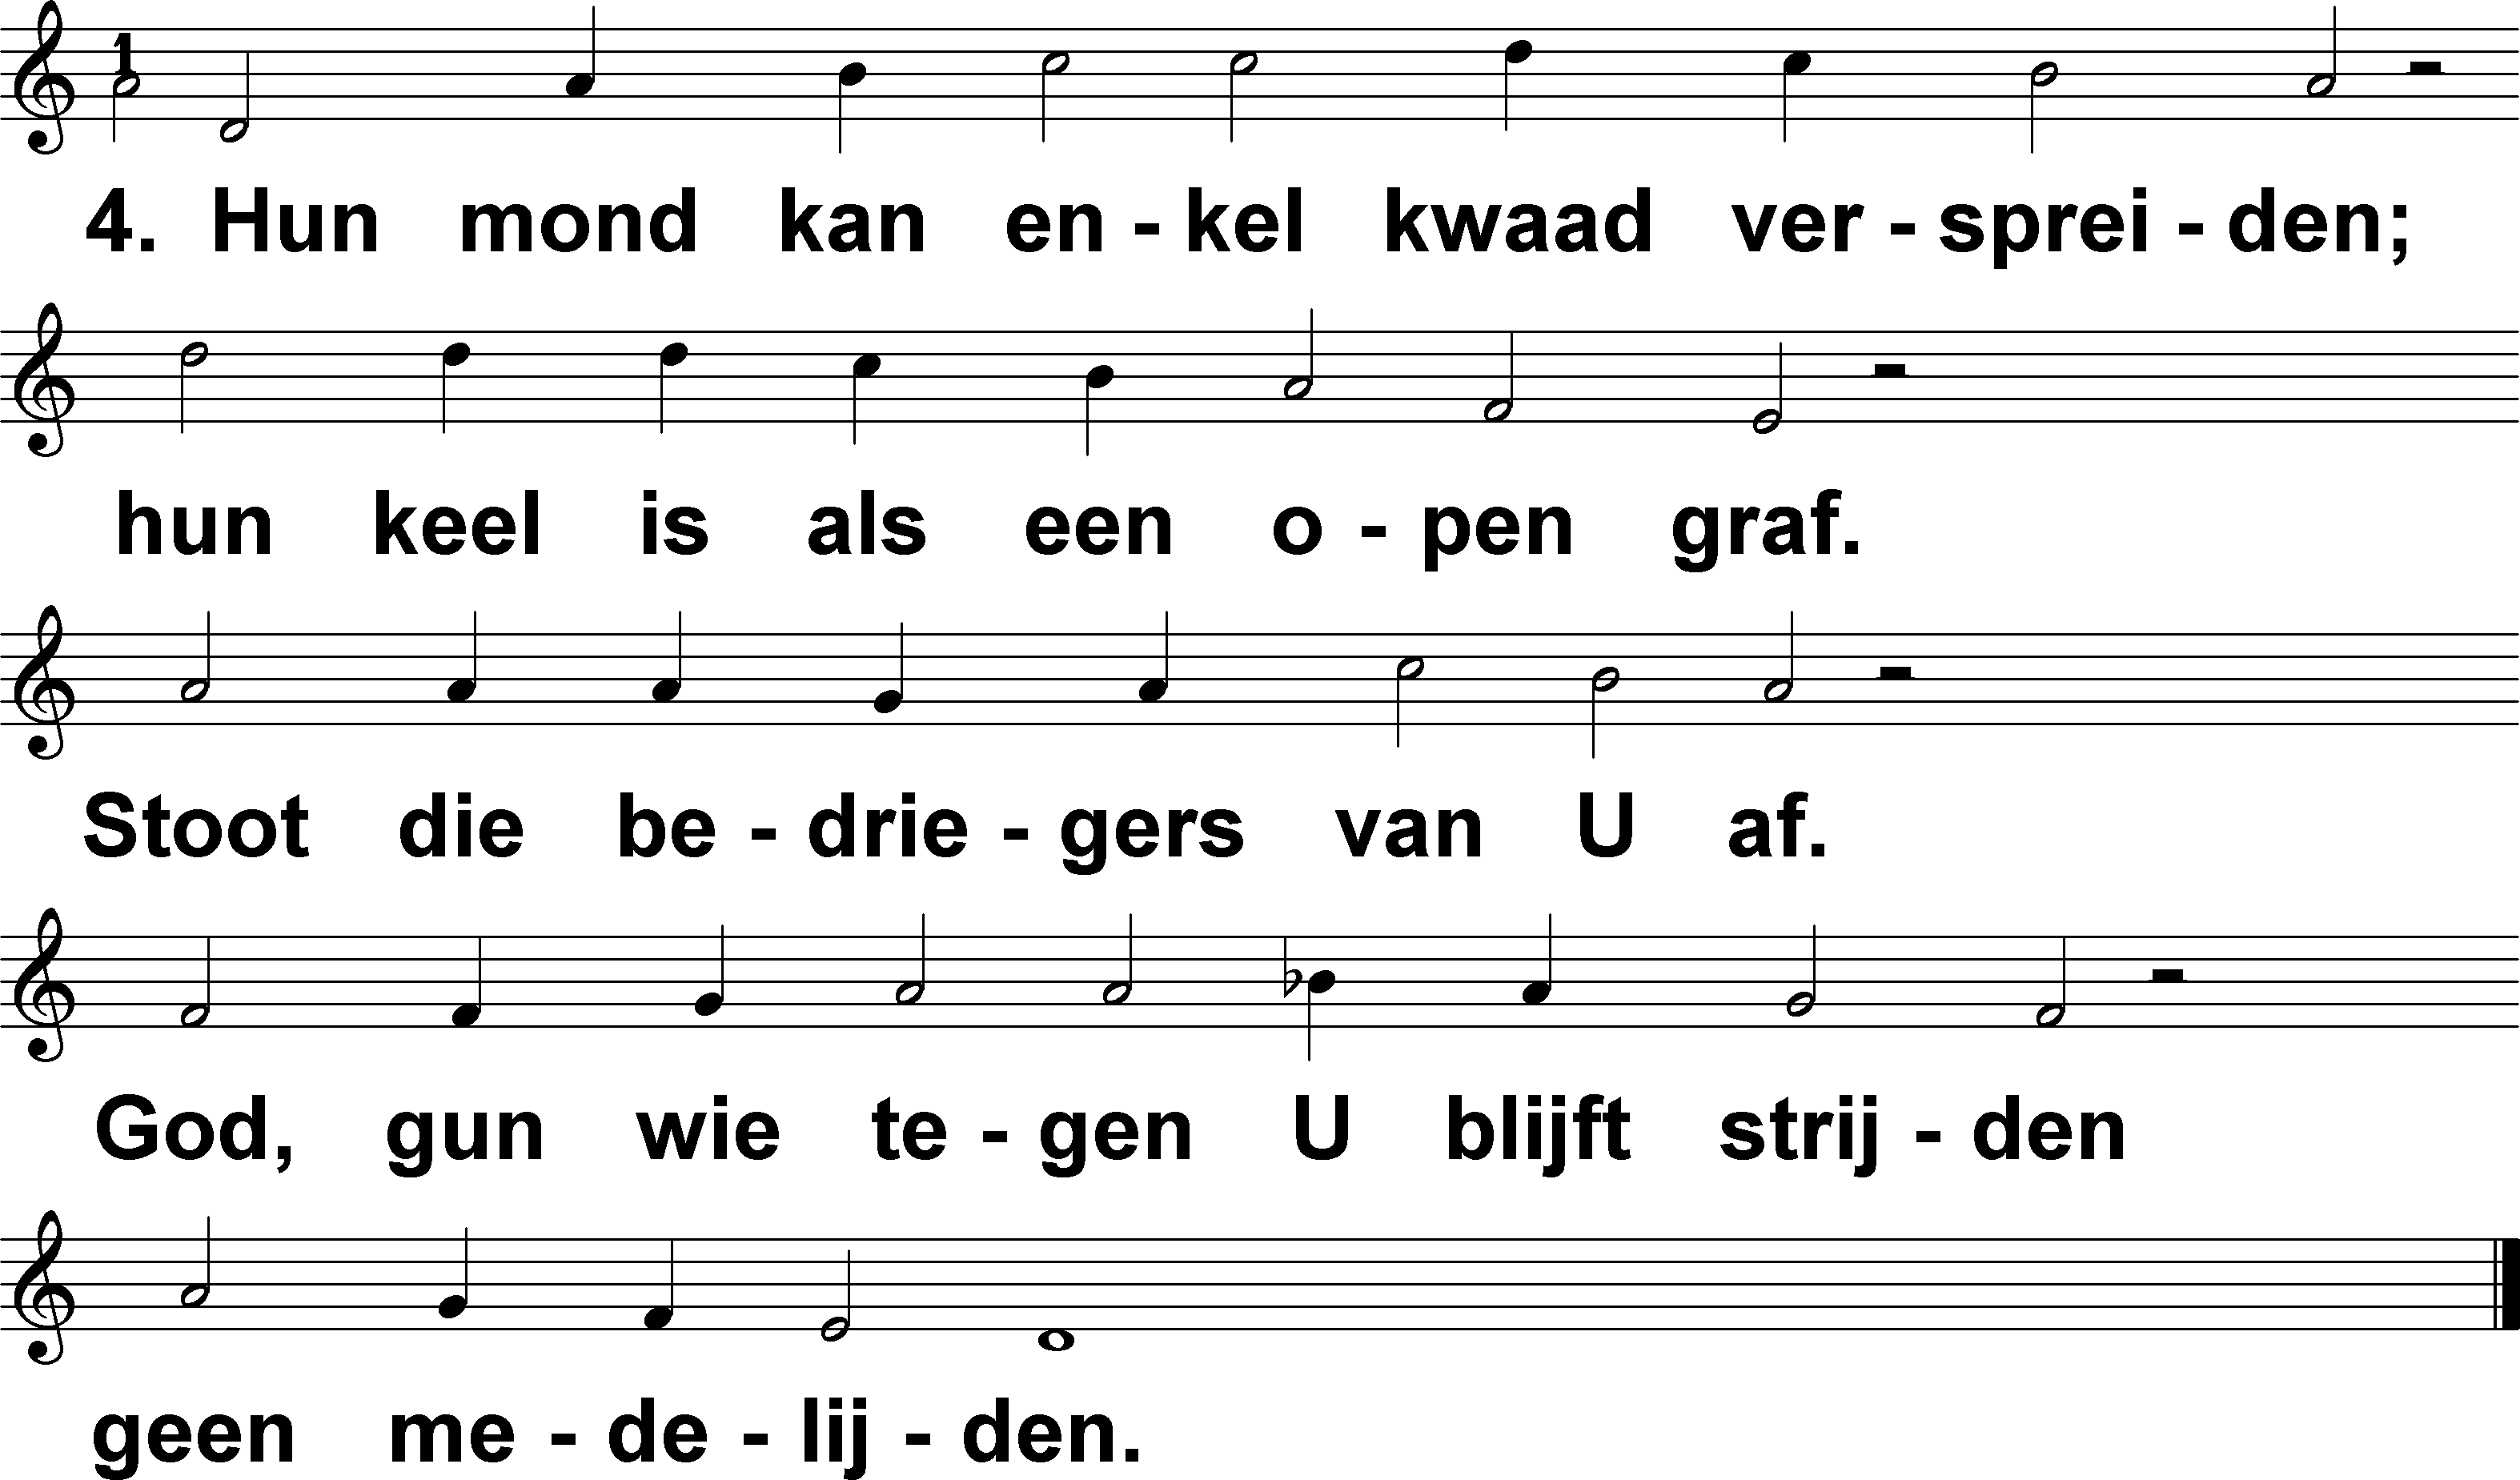 1
4. Hun mond kan en - kel kwaad ver - sprei - den;
hun keel is als een o - pen graf.
Stoot die be - drie - gers van U af.
God, gun wie te - gen U blijft strij - den
geen me - de - lij - den.